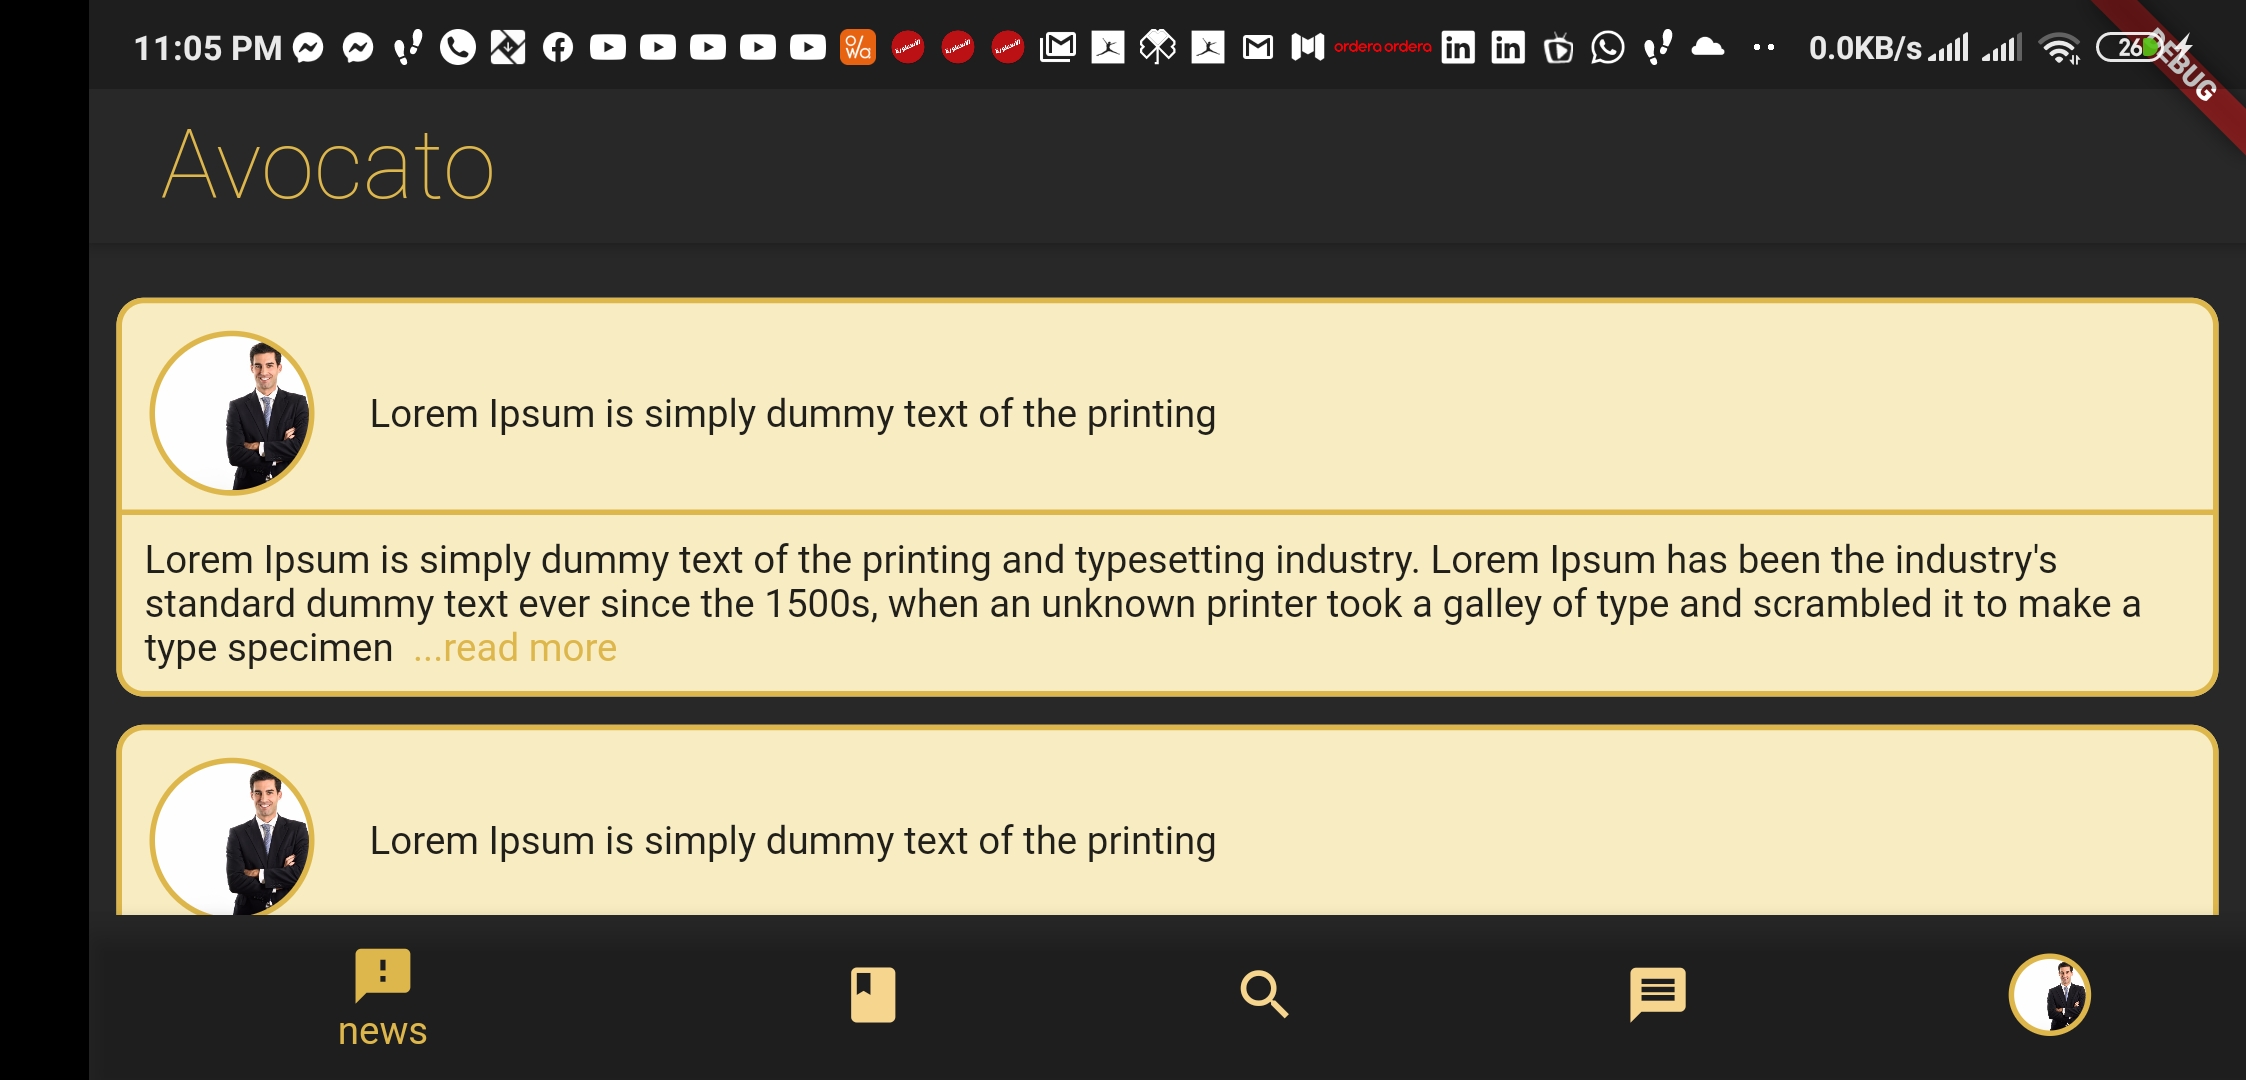 11:05 PM
%
wa
ordera ordera
in in
0.0KB/s
26
DEBUG
Avocato
Lorem Ipsum is simply dummy text of the printing
Lorem Ipsum is simply dummy text of the printing and typesetting industry. Lorem Ipsum has been the industry's
standard dummy text ever since the 1500s, when an unknown printer took a galley of type and scrambled it to make a
type specimen ...read more
Lorem Ipsum is simply dummy text of the printing
news